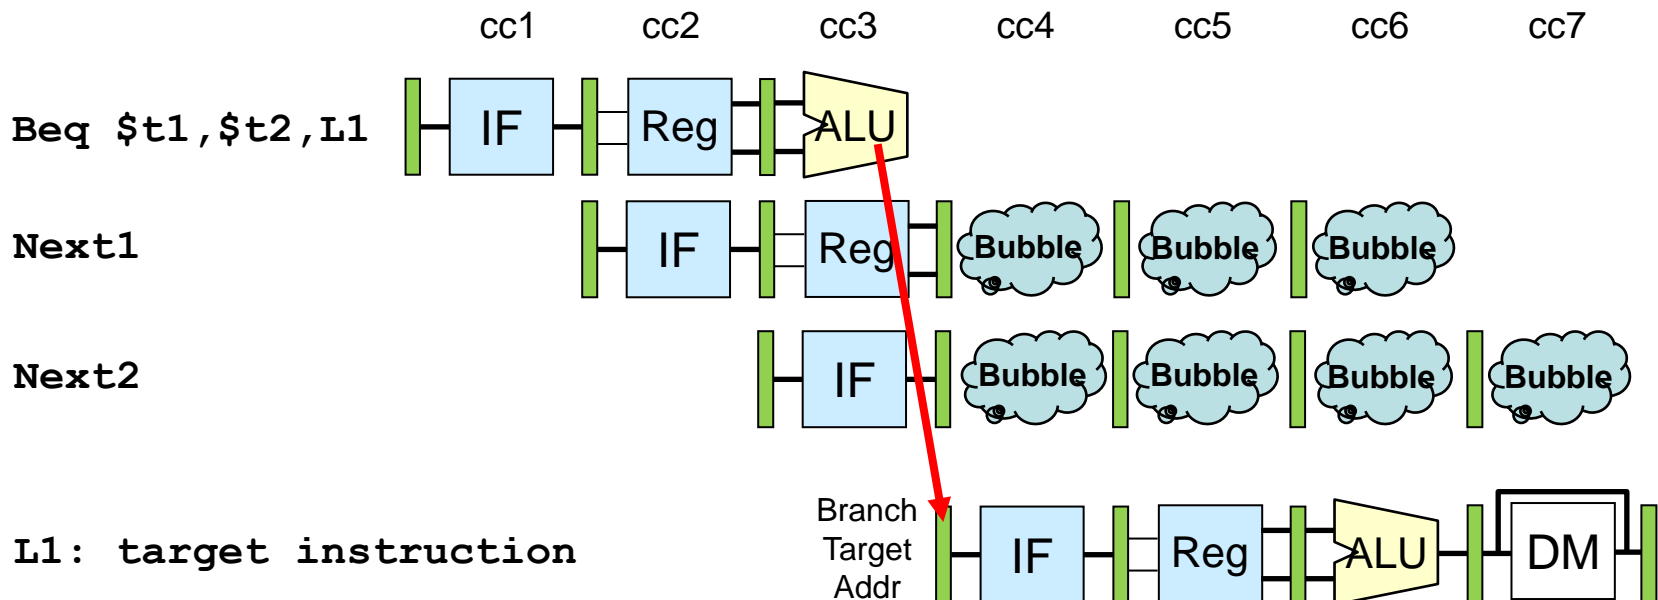 cc1 cc2 cc3 cc4 cc5 cc6 cc7
Beq $t1,$t2,L1 IF Reg ALU
Next1 IF Reg Bubble Bubble Bubble
Next2 IF Bubble Bubble Bubble Bubble
Branch
Target
Addr
L1: target instruction IF Reg ALU DM